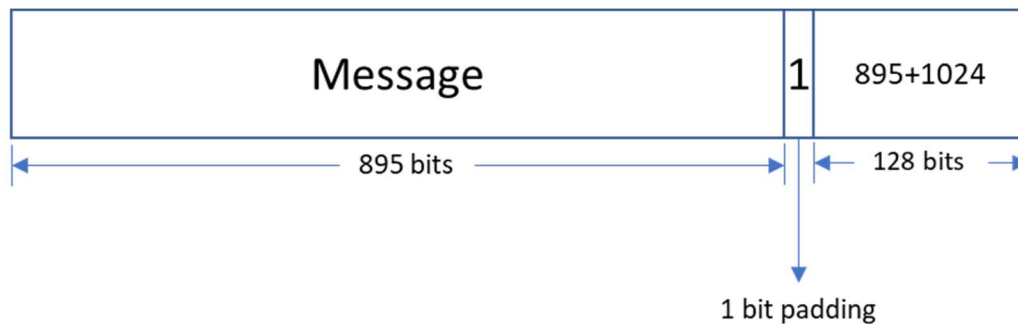 Message
1
895+1024
895 bits
128 bits
1 bit padding